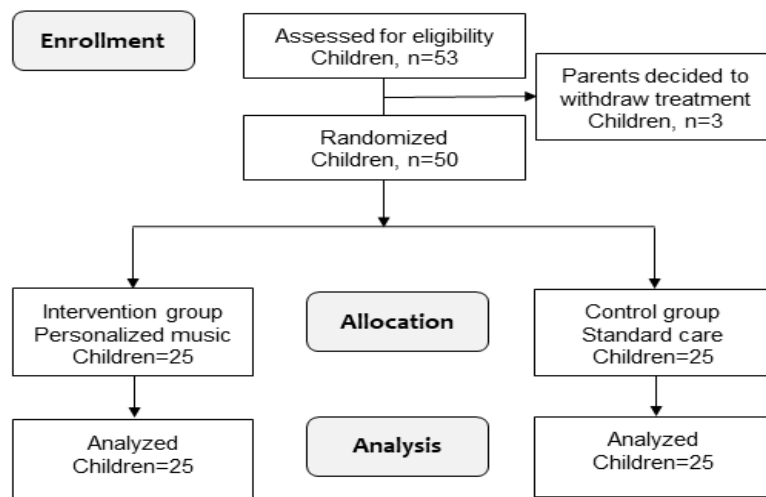 Enrollment
Assessed for eligibility
Children, n=53
Parents decided to
withdraw treatment
Children, n=3
Randomized
Children, n=50
Intervention group
Personalized music
Children=25
Allocation
Control group
Standard care
Children=25
Analyzed
Children=25
Analysis
Analyzed
Children=25